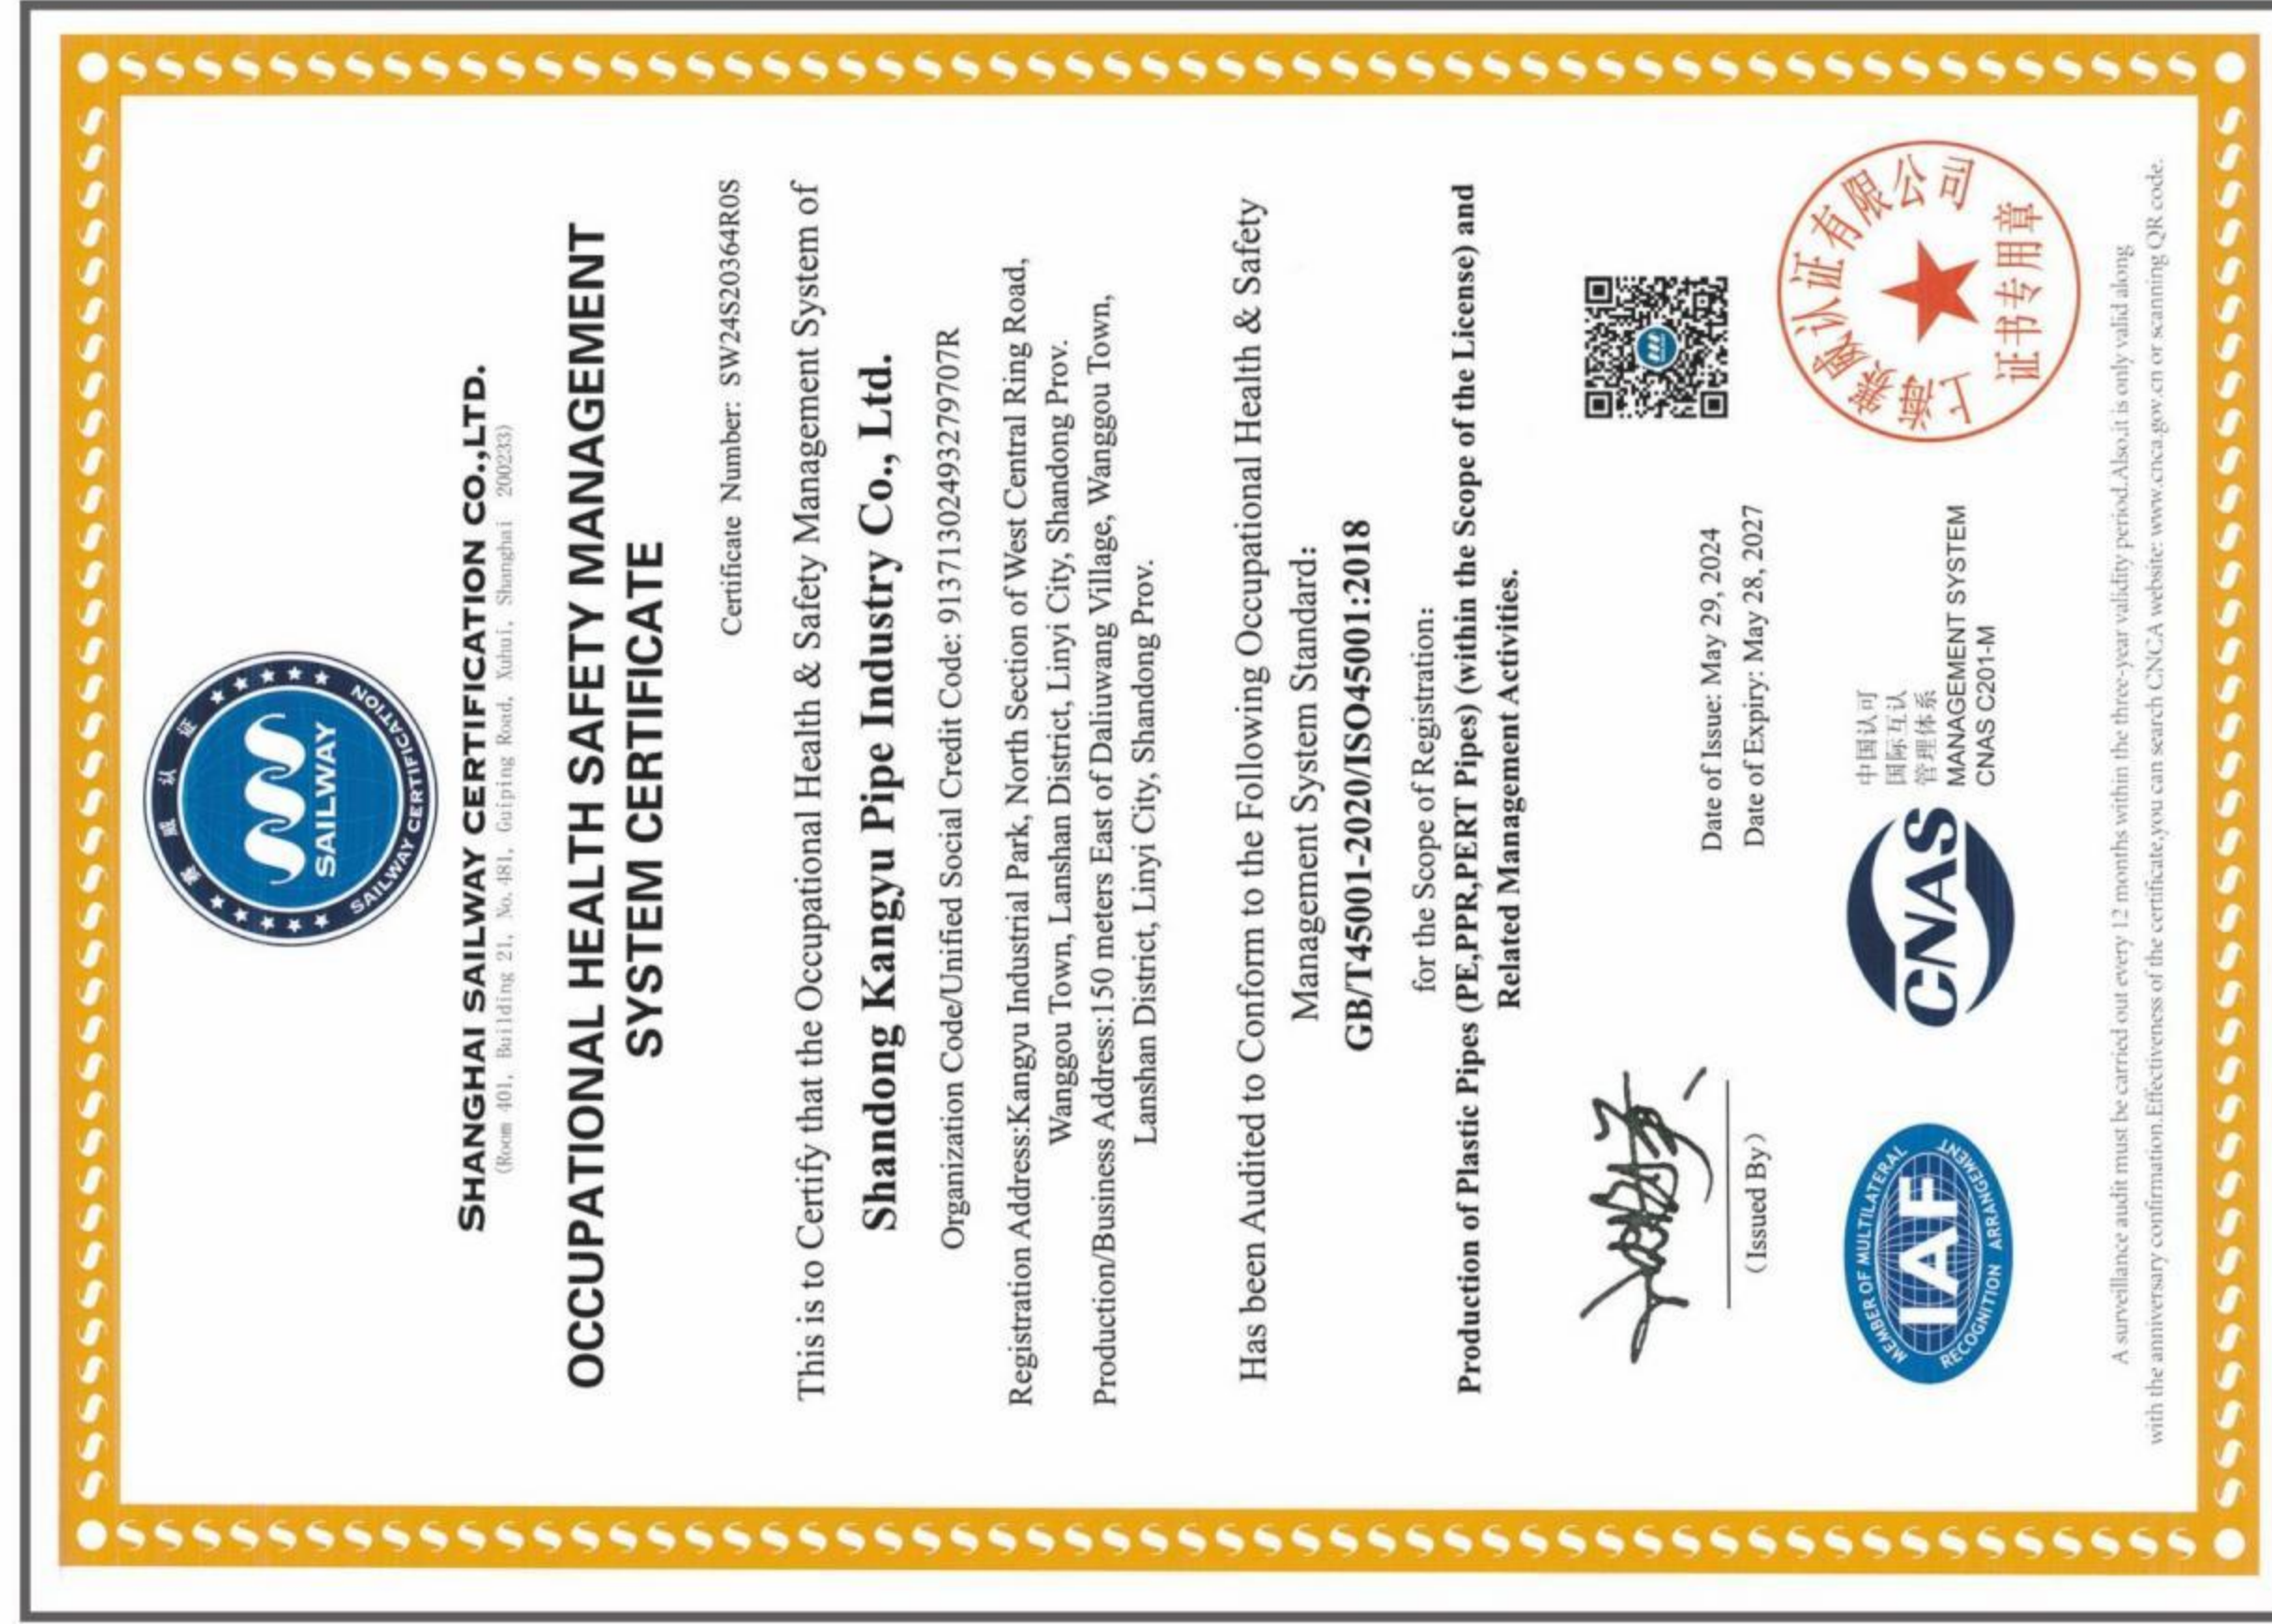 赛威认证
SAILWAY
SAILWAY CERTIFICATION
SHANGHAI SAILWAY CERTIFICATION CO.,LTD.
(Room 401, Building 21, No. 481, Guiping Road, Xuhui, Shanghai 200233)
OCCUPATIONAL HEALTH SAFETY MANAGEMENT
SYSTEM CERTIFICATE
Certificate Number: SW24S20364R0S
This is to Certify that the Occupational Health & Safety Management System of
Shandong Kangyu Pipe Industry Co., Ltd.
Organization Code/Unified Social Credit Code: 91371302493279707R
Registration Address:Kangyu Industrial Park, North Section of West Central Ring Road,
Wanggou Town, Lanshan District, Linyi City, Shandong Prov.
Production/Business Address:150 meters East of Daliuwang Village, Wanggou Town,
Lanshan District, Linyi City, Shandong Prov.
Has been Audited to Conform to the Following Occupational Health & Safety
Management System Standard:
GB/T45001-2020/ISO45001:2018
for the Scope of Registration:
Production of Plastic Pipes (PE,PPR,PERT Pipes) (within the Scope of the License) and
Related Management Activities.
(Issued By)
Date of Issue: May 29, 2024
Date of Expiry: May 28, 2027
MEMBER OF MULTILATERAL
IAF
RECOGNITION ARRANGEMENT
CNAS
中国认可
国际互认
管理体系
MANAGEMENT SYSTEM
CNAS C201-M
上海赛威认证有限公司
证书专用章
A surveillance audit must be carried out every 12 months within the three-year validity period.Also,it is only valid along
with the anniversary confirmation.Effectiveness of the certificate,you can search CNCA website: www.cnca.gov.cn or scanning QR code.